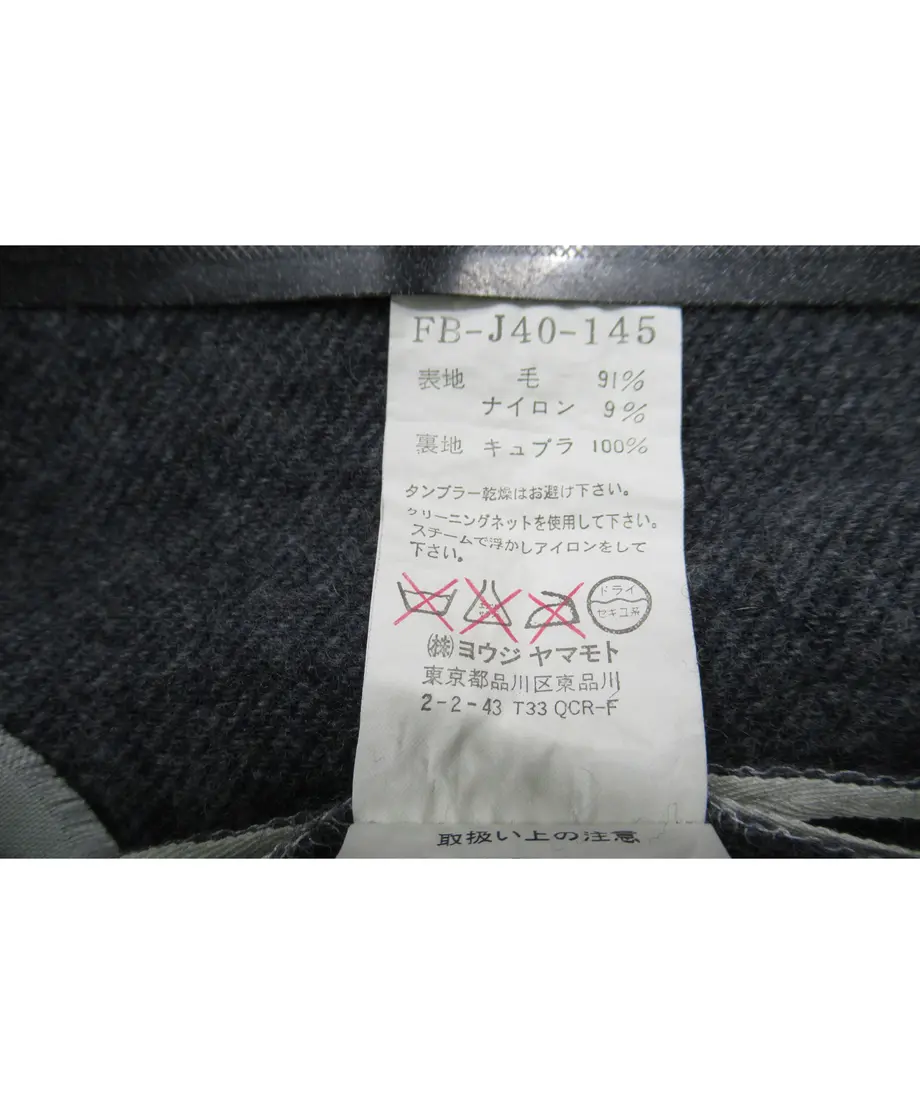 FB-J40-145
表地 毛 91%
ナイロン 9%
裏地 キュプラ 100%
タンブラー乾燥はお避け下さい。
クリーニングネットを使用して下さい。
スチームで浮かしアイロンをして
下さい。
ドライ
セキユ系
㈱ヨウジ ヤマモト
東京都品川区東品川
2-2-43 T33 QCR-F
取扱い上の注意